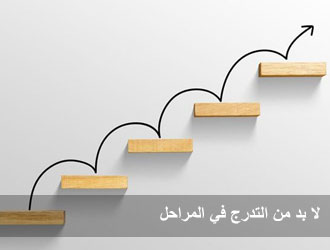 لا بد من التدرج في المراحل